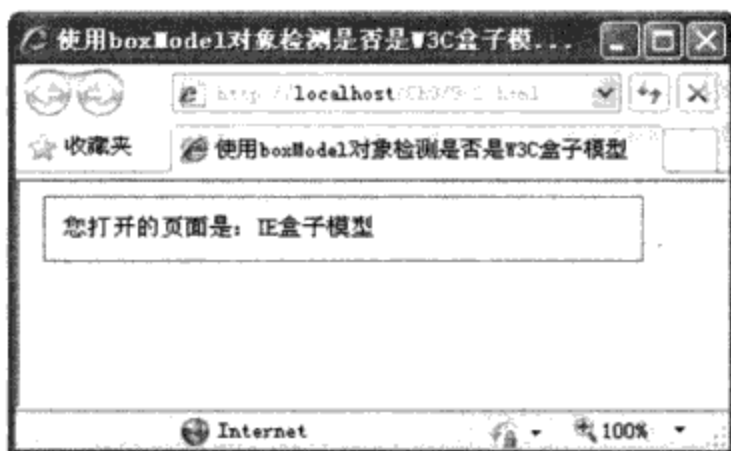 使用boxModel对象检测是否是W3C盒子模...
localhost
收藏夹
使用boxModel对象检测是否是W3C盒子模型
您打开的页面是：IE盒子模型
Internet
100%